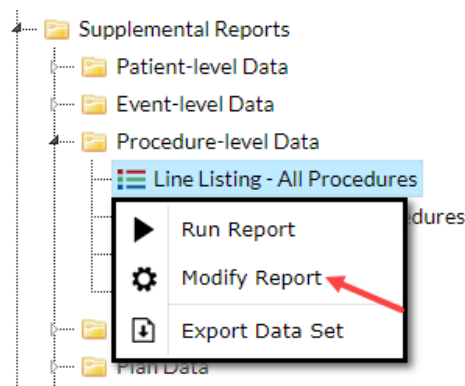 Supplemental Reports
Patient-level Data
Event-level Data
Procedure-level Data
Line Listing - All Procedures
Run Report
Modify Report
Export Data Set
Plan Data